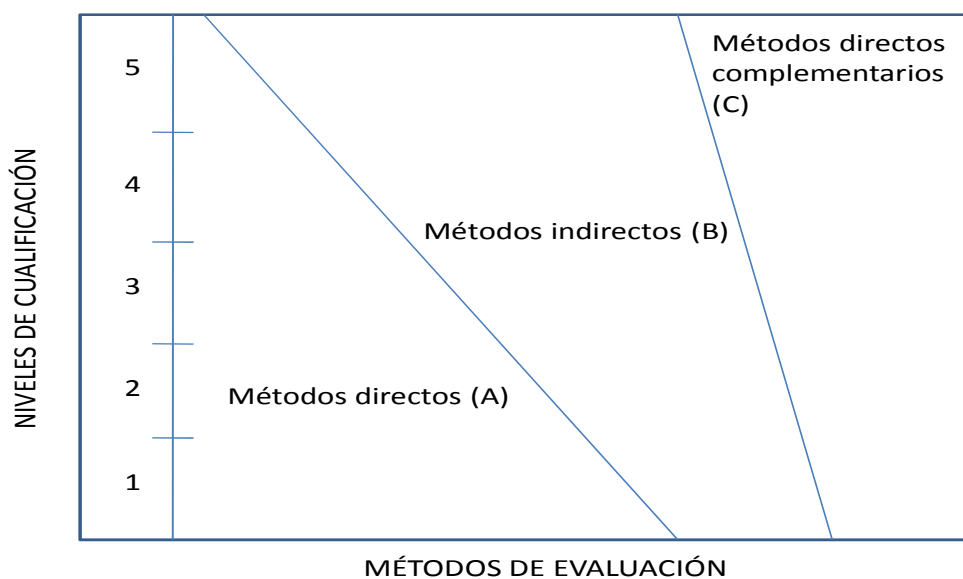 Métodos directos
complementarios
(C)
5
4
Métodos indirectos (B)
3
Métodos directos (A)
2
1
NIVELES DE CUALIFICACIÓN
MÉTODOS DE EVALUACIÓN